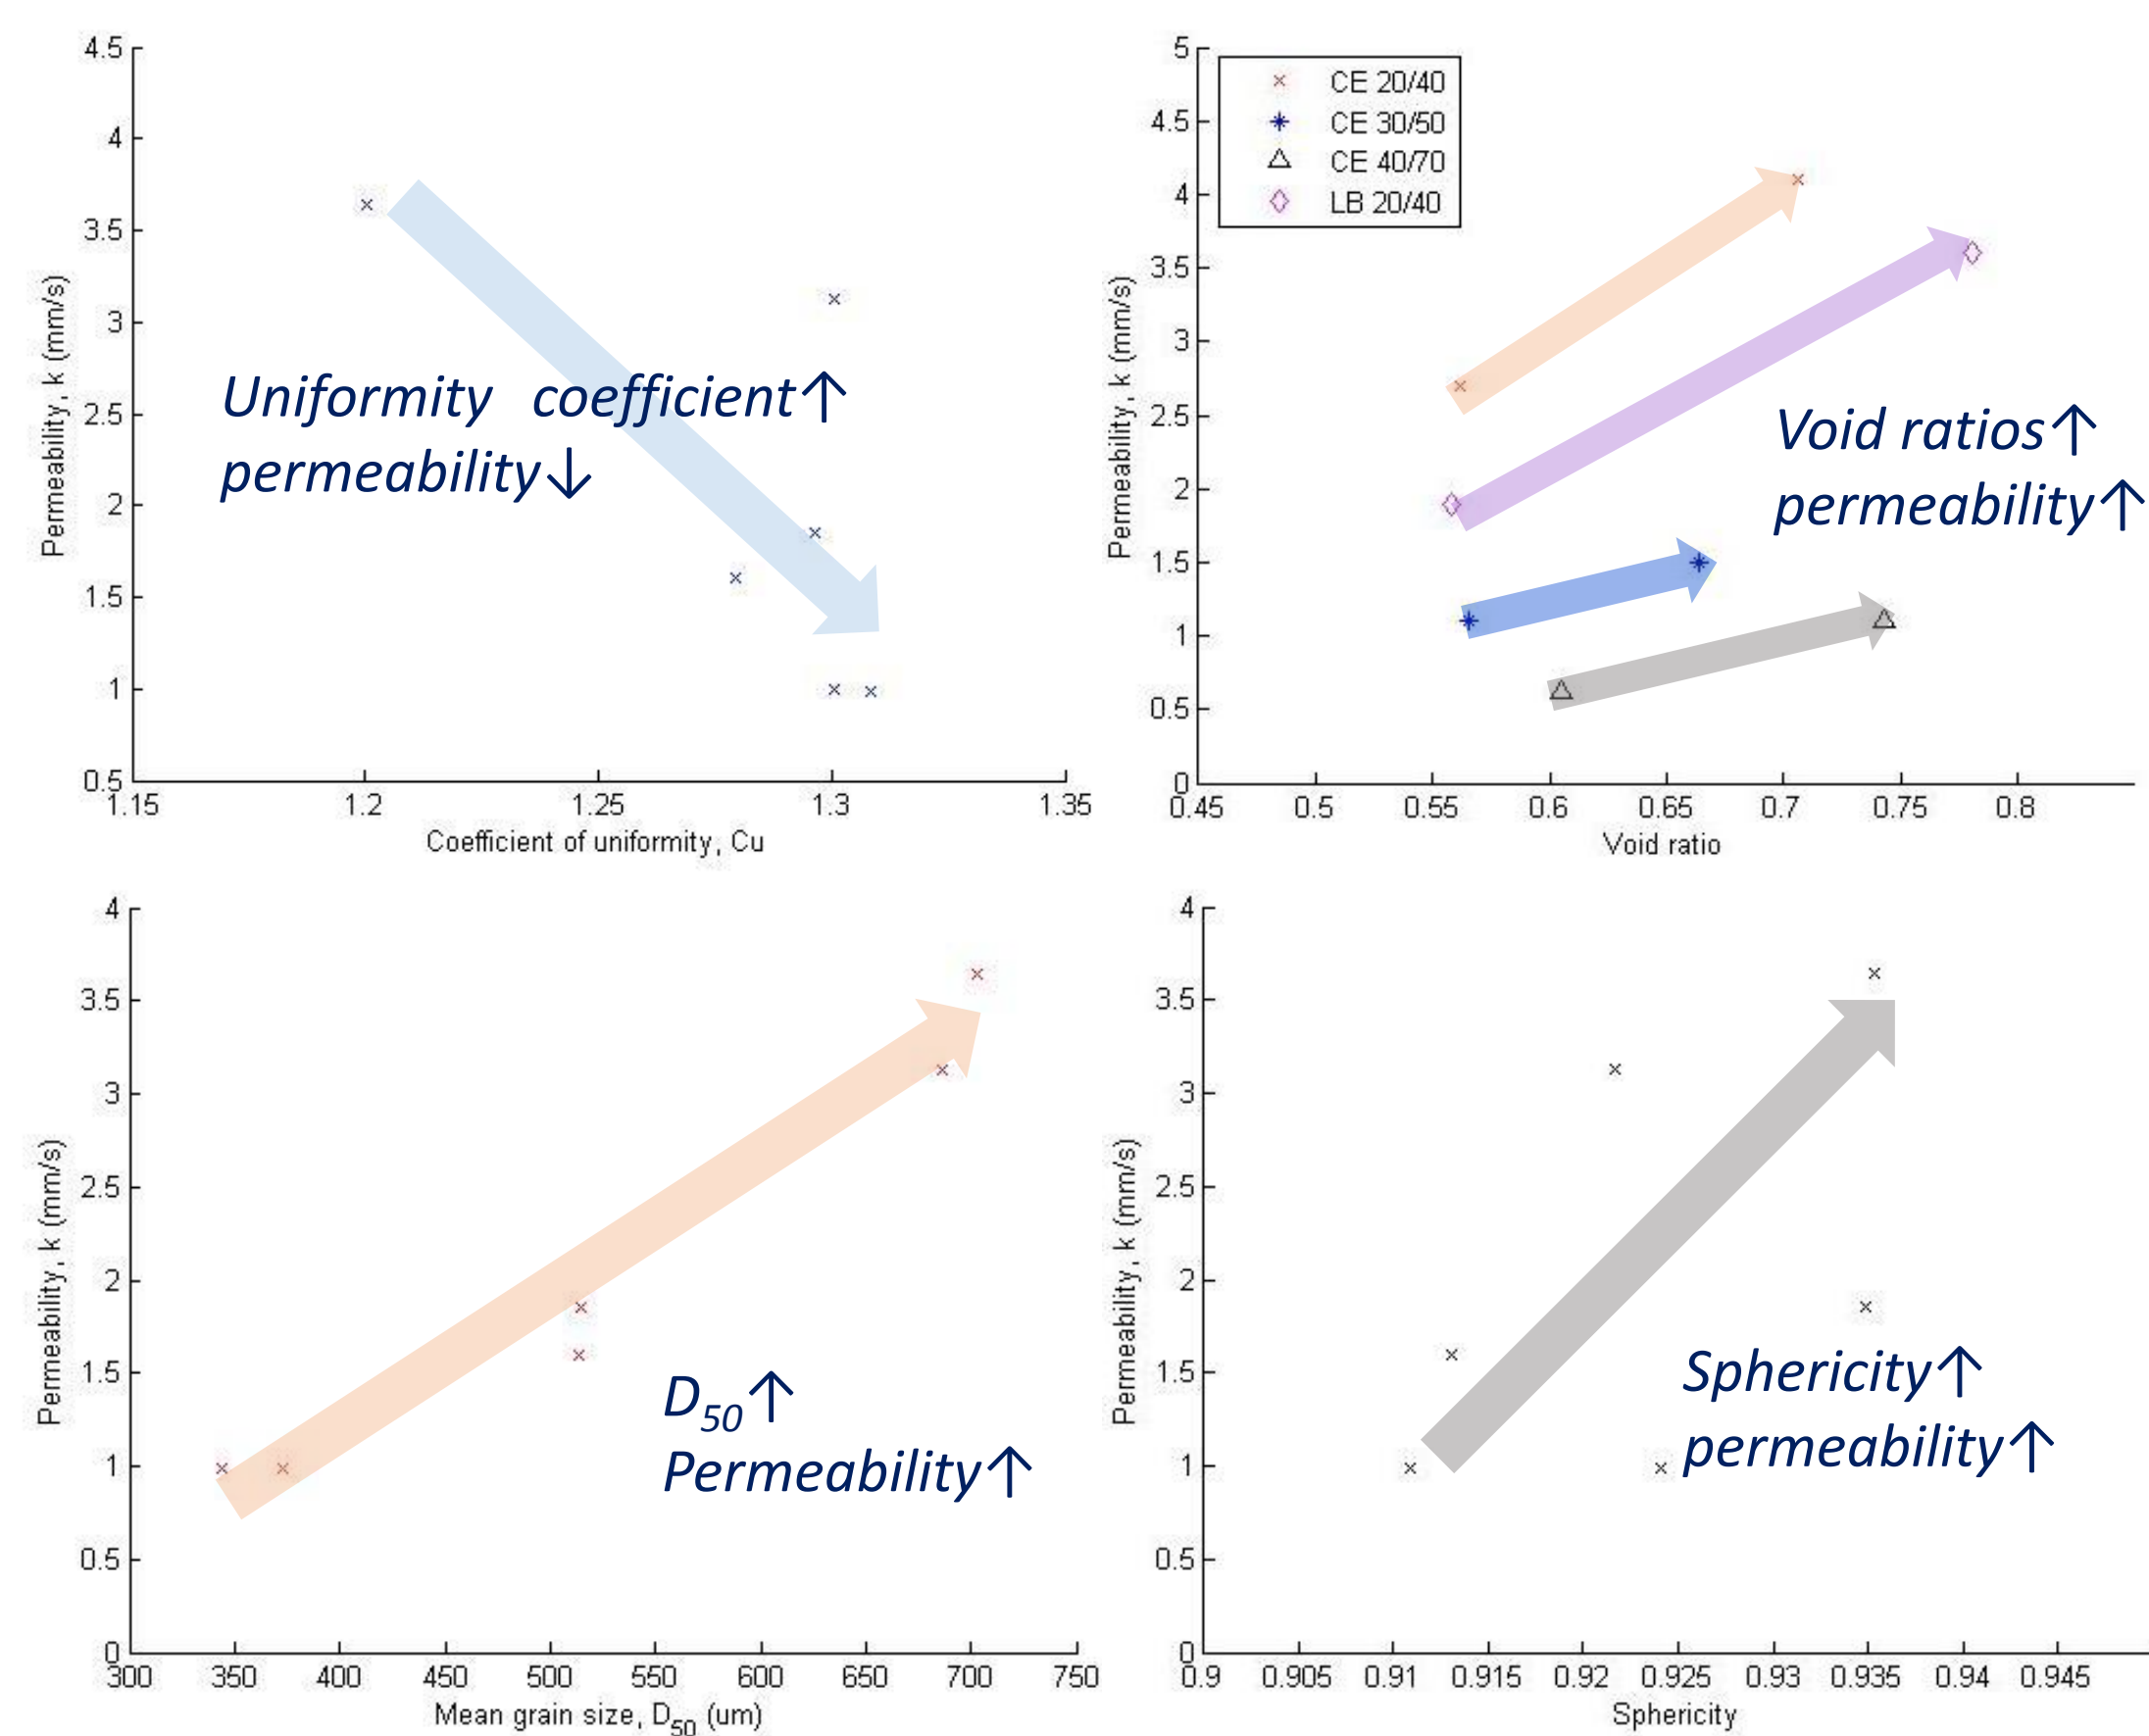 4.5
4
3.5
3
2.5
2
1.5
1
0.5
1.15 1.2 1.25 1.3 1.35
Permeability, k (mm/s)
Coefficient of uniformity, Cu
Uniformity coefficient↑
permeability↓
5
4.5
4
3.5
3
2.5
2
1.5
1
0.5
0
0.45 0.5 0.55 0.6 0.65 0.7 0.75 0.8
Permeability, k (mm/s)
Void ratio
CE 20/40
CE 30/50
CE 40/70
LB 20/40
Void ratios↑
permeability↑
4
3.5
3
2.5
2
1.5
1
0.5
0
300 350 400 450 500 550 600 650 700 750
Permeability, k (mm/s)
Mean grain size, D50 (um)
D50↑
Permeability↑
4
3.5
3
2.5
2
1.5
1
0.5
0
0.9 0.905 0.91 0.915 0.92 0.925 0.93 0.935 0.94 0.945
Permeability, k (mm/s)
Sphericity
Sphericity↑
permeability↑